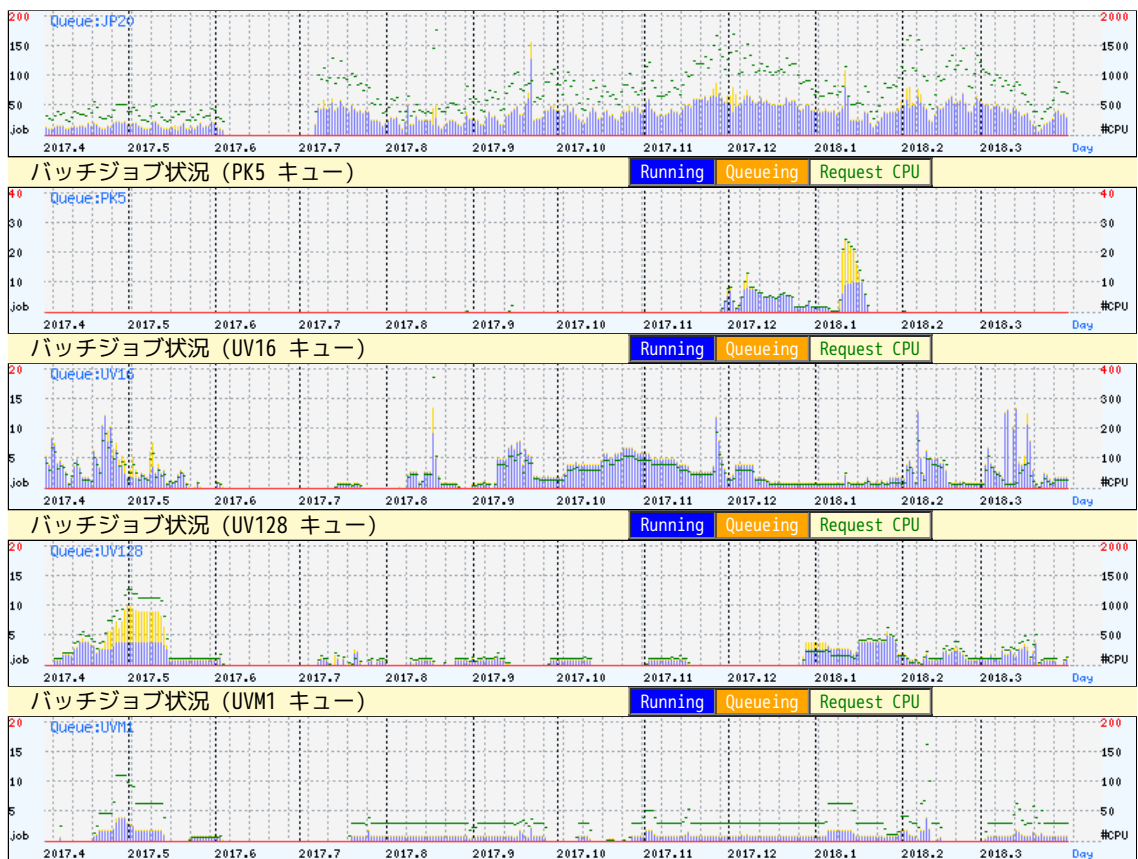 200 Queue:JP20 2000
150 1500
100 1000
50 500
job #CPU
2017.4 2017.5 2017.6 2017.7 2017.8 2017.9 2017.10 2017.11 2017.12 2018.1 2018.2 2018.3 Day
バッチジョブ状況 (PK5 キュー) Running Queueing Request CPU
40 Queue:PK5 40
30 30
20 20
10 10
job #CPU
2017.4 2017.5 2017.6 2017.7 2017.8 2017.9 2017.10 2017.11 2017.12 2018.1 2018.2 2018.3 Day
バッチジョブ状況 (UV16 キュー) Running Queueing Request CPU
20 Queue:UV16 400
15 300
10 200
5 100
job #CPU
2017.4 2017.5 2017.6 2017.7 2017.8 2017.9 2017.10 2017.11 2017.12 2018.1 2018.2 2018.3 Day
バッチジョブ状況 (UV128 キュー) Running Queueing Request CPU
20 Queue:UV128 2000
15 1500
10 1000
5 500
job #CPU
2017.4 2017.5 2017.6 2017.7 2017.8 2017.9 2017.10 2017.11 2017.12 2018.1 2018.2 2018.3 Day
バッチジョブ状況 (UVM1 キュー) Running Queueing Request CPU
20 Queue:UVM1 200
15 150
10 100
5 50
job #CPU
2017.4 2017.5 2017.6 2017.7 2017.8 2017.9 2017.10 2017.11 2017.12 2018.1 2018.2 2018.3 Day